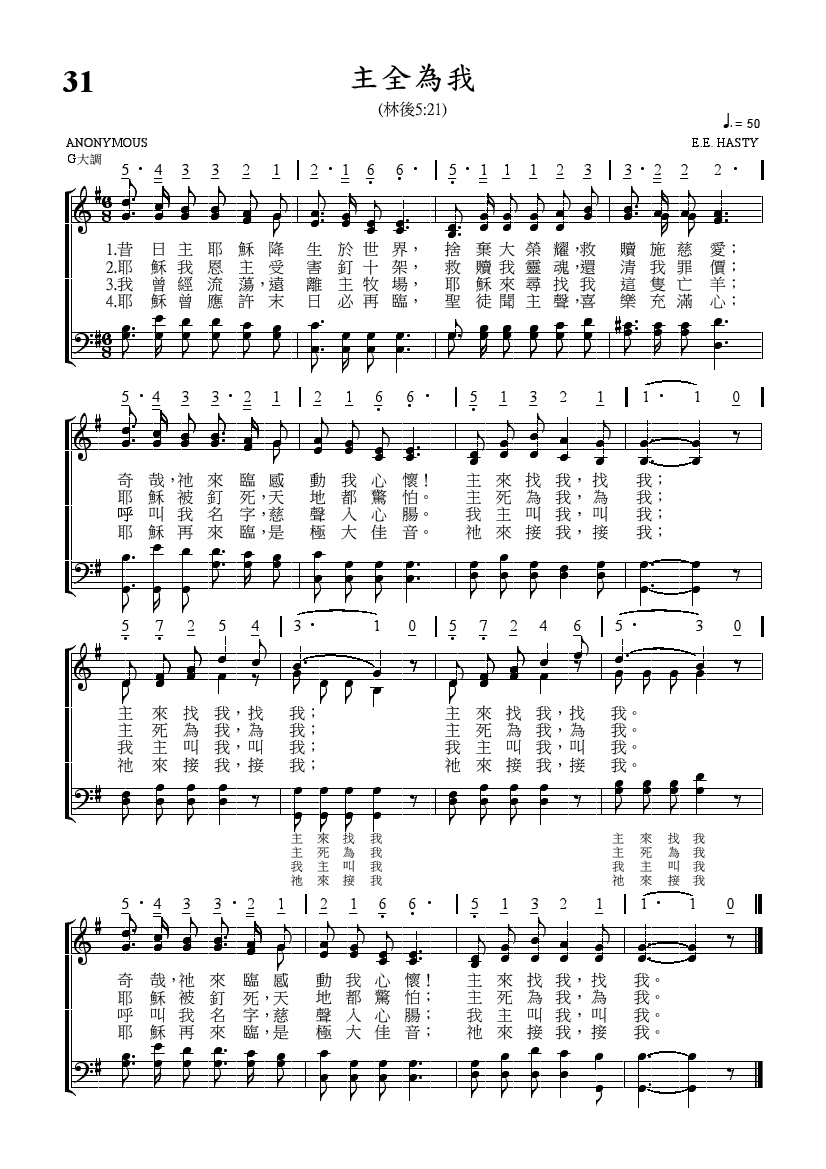 31
主全為我
(林後5:21)
♩. = 50
ANONYMOUS
E.E. HASTY
G大調
5· 4 3 3 2 1 | 2· 1 6 6· | 5· 1 1 1 2 3 | 3· 2 2 2· |
1.昔日主耶穌降生於世界，捨棄大榮耀，救贖施慈愛；
2.耶穌我恩主受害釘十架，救贖我靈魂，還清我罪價；
3.我曾經流蕩，遠離主牧場，耶穌來尋找我這隻亡羊；
4.耶穌曾應許末日必再臨，聖徒聞主聲，喜樂充滿心；
5· 4 3 3· 2 1 | 2 1 6 6· | 5 1 3 2 1 | 1· 1 0 |
奇哉，祂來臨感動我心懷！主來找我，找我；
耶穌被釘死，天地都驚怕。主死為我，為我；
呼叫我名字，慈聲入心腸。我主叫我，叫我；
耶穌再來臨，是極大佳音。祂來接我，接我；
5 7 2 5 4 | 3· 1 0 | 5 7 2 4 6 | 5· 3 0 |
主來找我，找我；主來找我，找我。
主死為我，為我；主死為我，為我。
我主叫我，叫我；我主叫我，叫我。
祂來接我，接我；祂來接我，接我。
主來找我 主來找我
主死為我 主死為我
我主叫我 我主叫我
祂來接我 祂來接我
5· 4 3 3· 2 1 | 2 1 6 6· | 5 1 3 2 1 | 1· 1 0
奇哉，祂來臨感動我心懷！主來找我，找我。
耶穌被釘死，天地都驚怕；主死為我，為我。
呼叫我名字，慈聲入心腸；我主叫我，叫我。
耶穌再來臨，是極大佳音；祂來接我，接我。